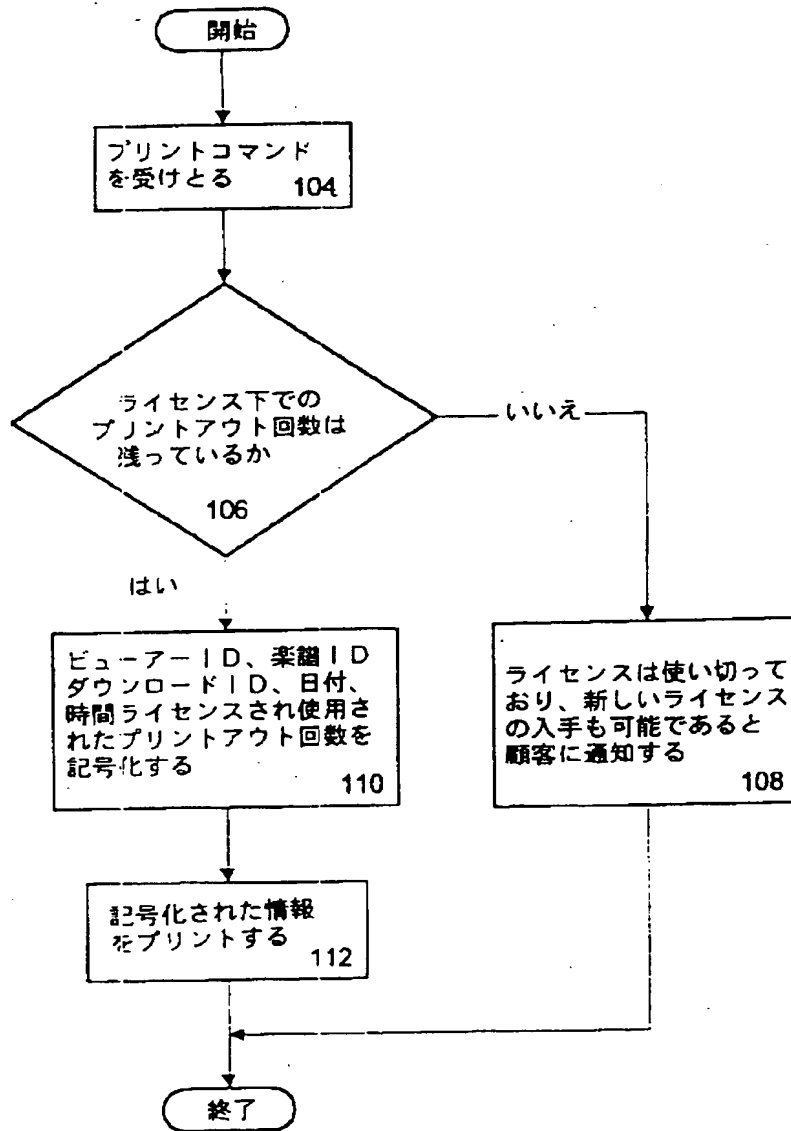 開始
プリントコマンド
を受けとる
104
ライセンス下での
プリントアウト回数は
残っているか
106
いいえ
はい
ビューアーID、楽譜ID
ダウンロードID、日付、
時間ライセンスされ使用さ
れたプリントアウト回数を
記号化する
110
ライセンスは使い切って
おり、新しいライセンス
の入手も可能であると
顧客に通知する
108
記号化された情報
をプリントする
112
終了